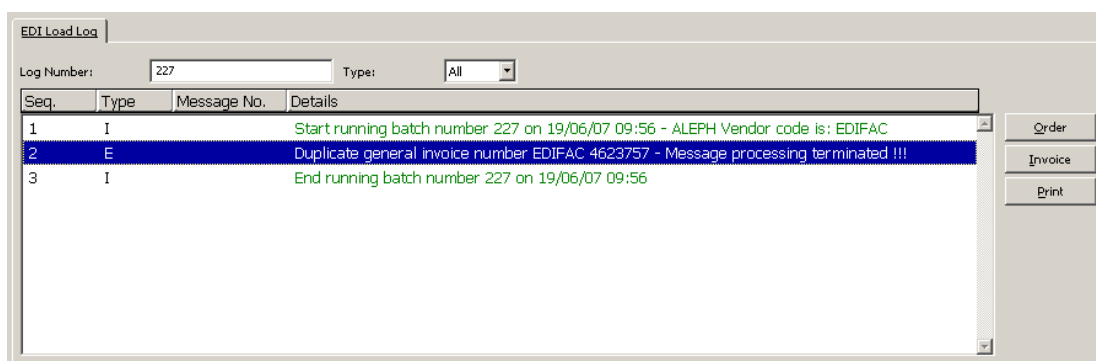 EDI Load Log
Log Number: 227 Type: All
Seq. Type Message No. Details
1 I Start running batch number 227 on 19/06/07 09:56 - ALEPH Vendor code is: EDIFAC
Order
2 E Duplicate general invoice number EDIFAC 4623757 - Message processing terminated !!!
Invoice
3 I End running batch number 227 on 19/06/07 09:56
Print